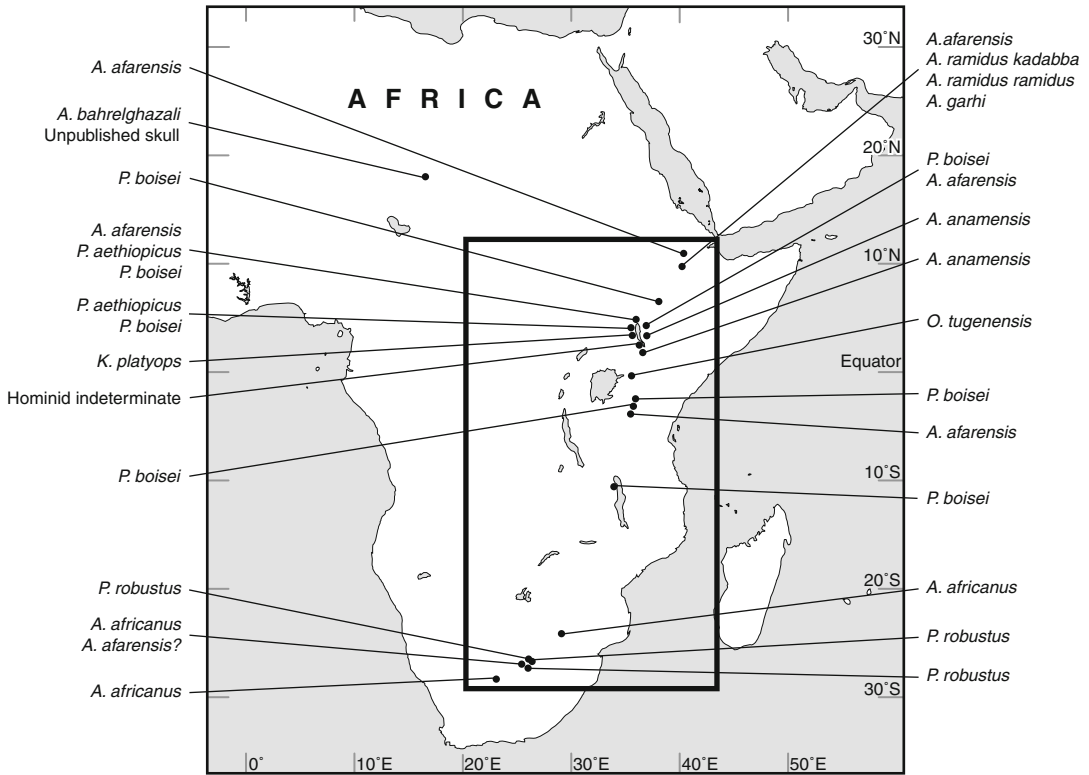 A F R I C A
A. afarensis
A. bahrelghazali
Unpublished skull
P. boisei
A. afarensis
P. aethiopicus
P. boisei
P. aethiopicus
P. boisei
K. platyops
Hominid indeterminate
P. boisei
P. robustus
A. africanus
A. afarensis?
A. africanus
A.afarensis
A. ramidus kadabba
A. ramidus ramidus
A. garhi
P. boisei
A. afarensis
A. anamensis
A. anamensis
O. tugenensis
P. boisei
A. afarensis
P. boisei
A. africanus
P. robustus
P. robustus
30˚N
20˚N
10˚N
Equator
10˚S
20˚S
30˚S
0˚
10˚E
20˚E
30˚E
40˚E
50˚E